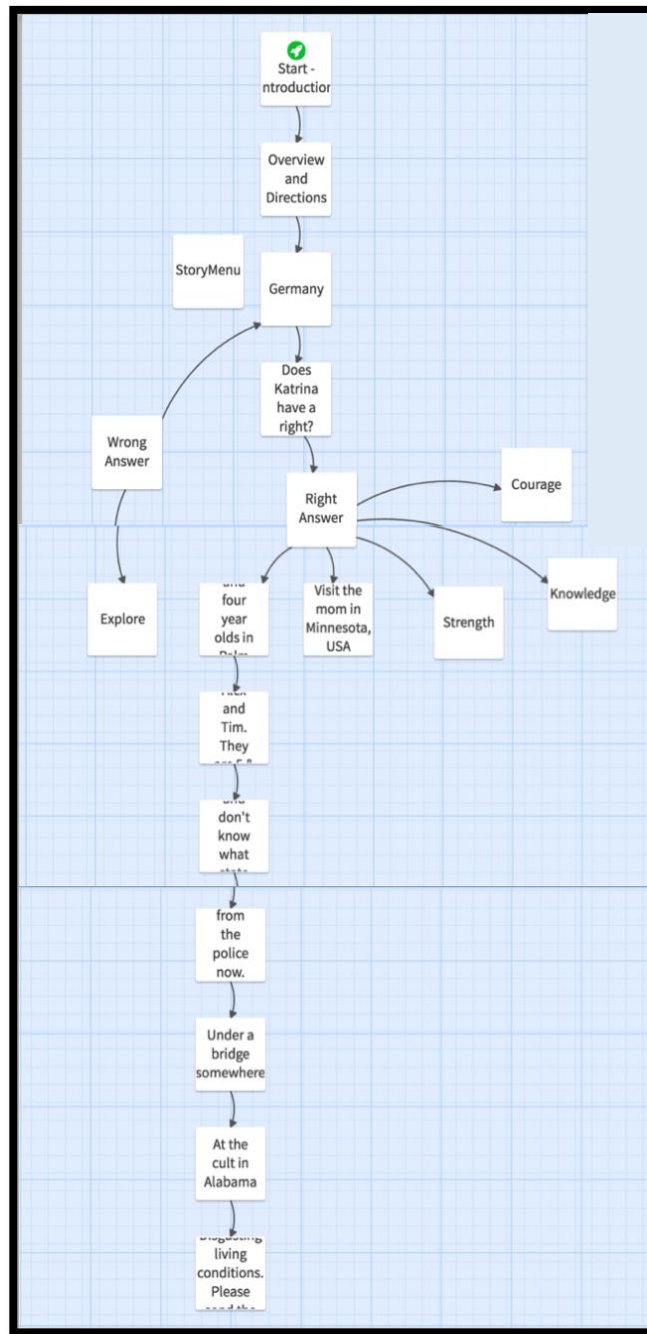 Start -
ntroduction
Overview
and
Directions
StoryMenu
Germany
Does
Katrina
have a
right?
Wrong
Answer
Right
Answer
Courage
Explore
four
year
olds in
Visit the
mom in
Minnesota,
USA
Strength
Knowledge
and
Tim.
They
don't
know
what
from
the
police
now.
Under a
bridge
somewhere
At the
cult in
Alabama
living
conditions.
Please